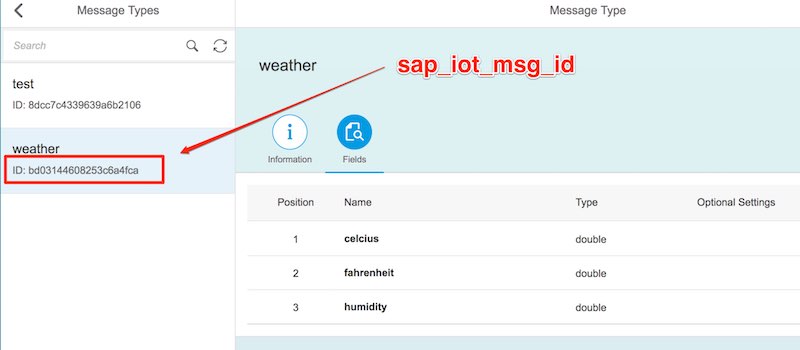 Message Types
Message Type
Search
test
ID: 8dcc7c4339639a6b2106
weather
ID: bd03144608253c6a4fca
weather
sap_iot_msg_id
Information
Fields
Position Name Type Optional Settings
1 celcius double
2 fahrenheit double
3 humidity double